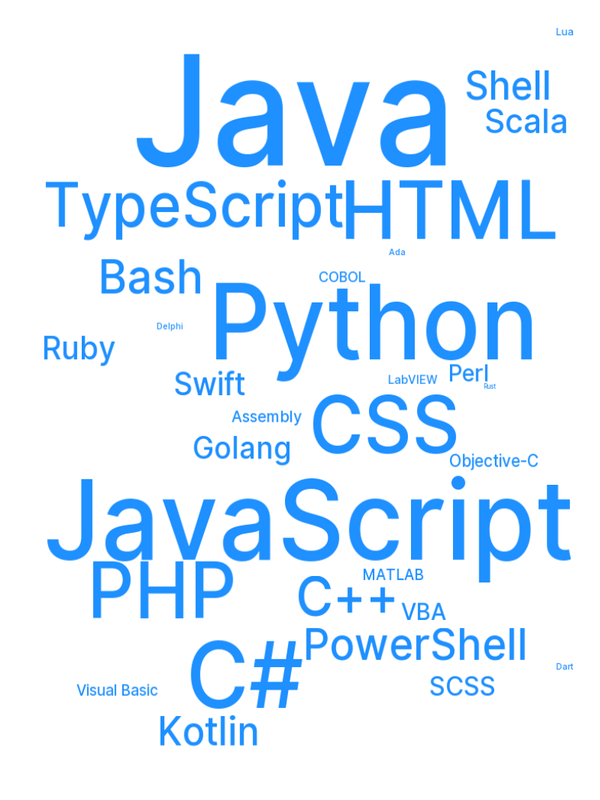 Lua
Java
Shell
Scala
TypeScript
HTML
Ada
Bash
COBOL
Python
Delphi
Ruby
Perl
Swift
LabVIEW
Rust
CSS
Assembly
Golang
Objective-C
JavaScript
PHP
MATLAB
C++
VBA
PowerShell
Dart
C#
SCSS
Visual Basic
Kotlin